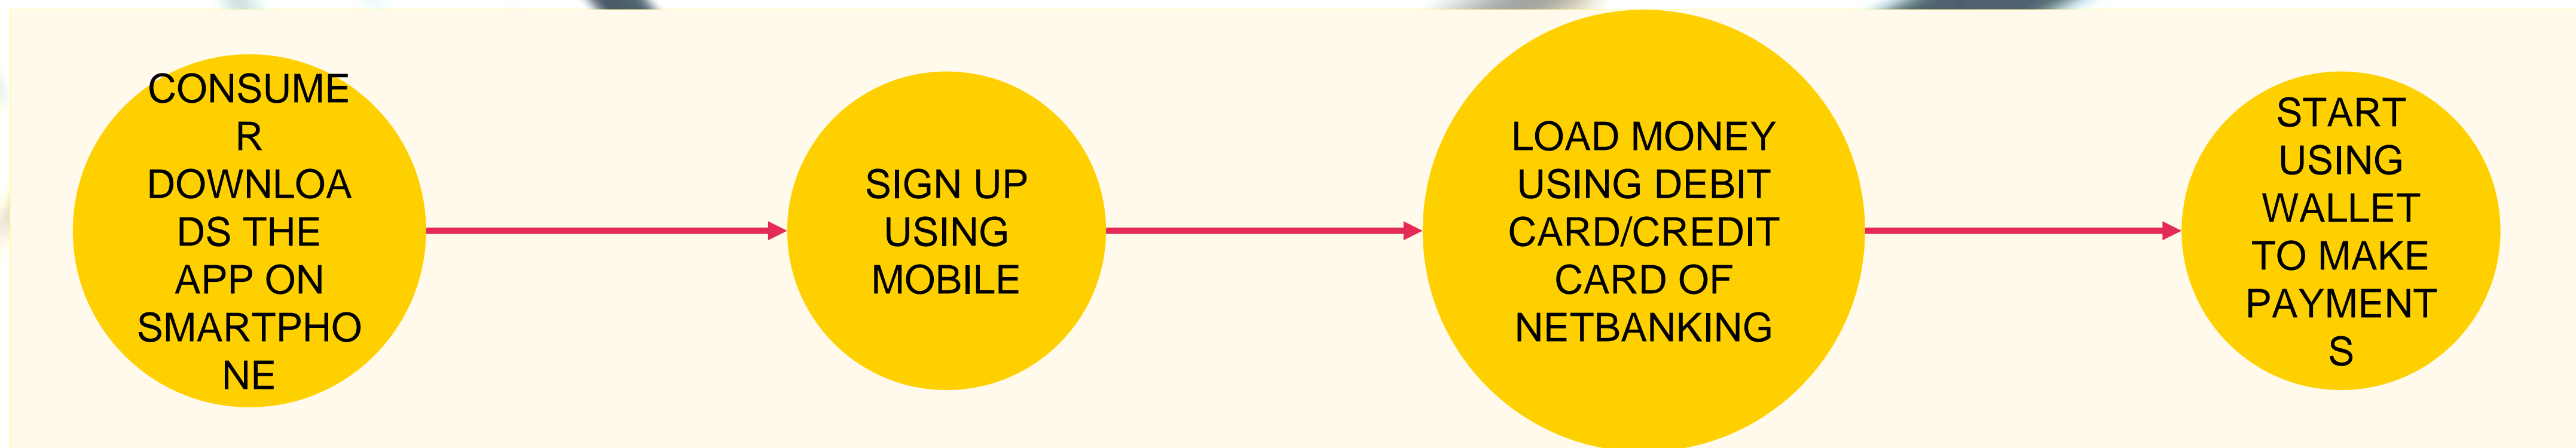 CONSUME
R
DOWNLOA
DS THE
APP ON
SMARTPHO
NE
SIGN UP
USING
MOBILE
LOAD MONEY
USING DEBIT
CARD/CREDIT
CARD OF
NETBANKING
START
USING
WALLET
TO MAKE
PAYMENT
S